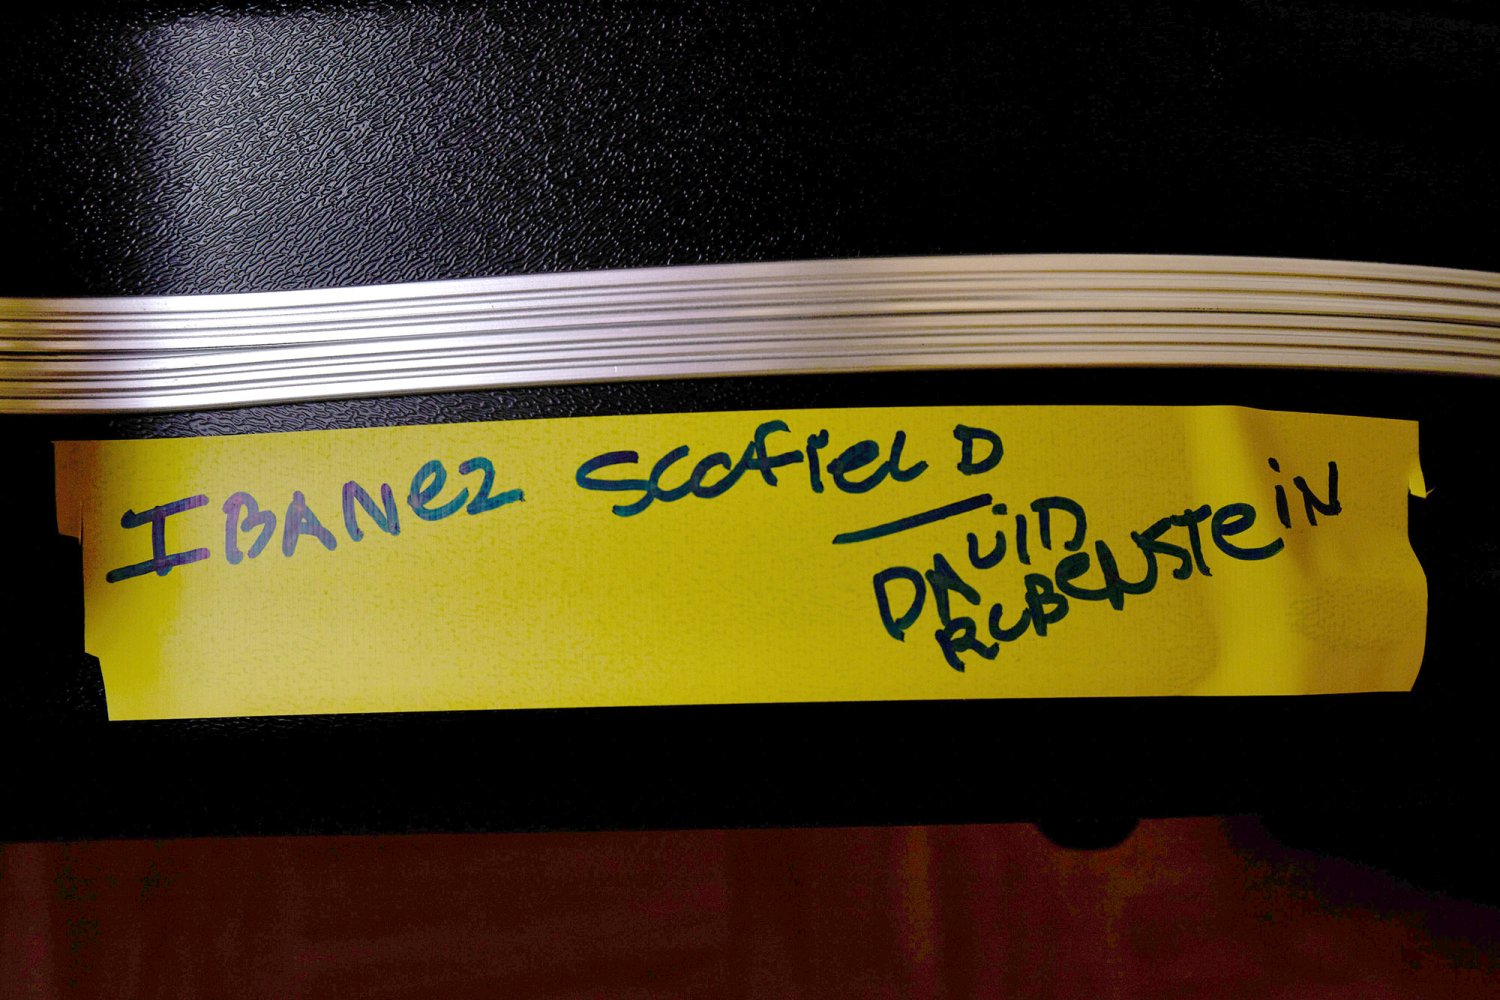 IBANez SCOFieLD
DAViD
RUBeNSTeiN